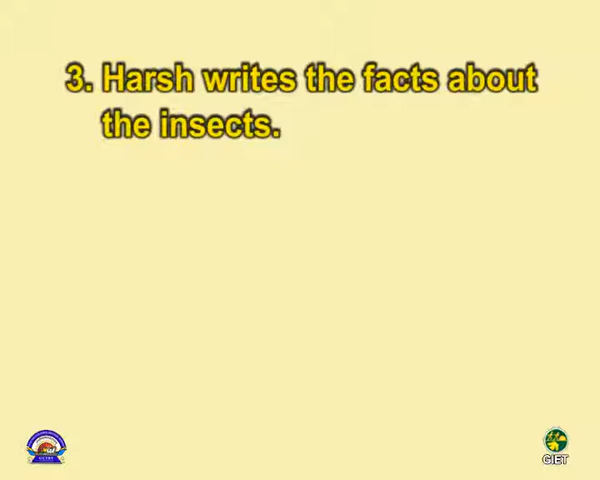 3. Harsh writes the facts about
the insects.
GIET